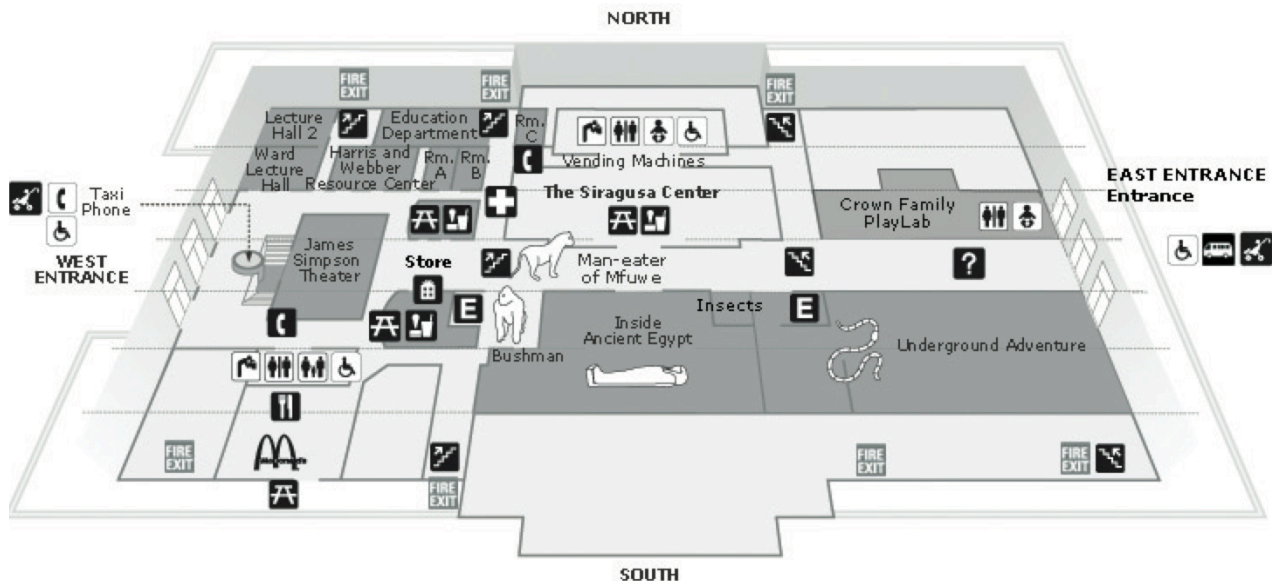 NORTH
FIRE
EXIT
FIRE
EXIT
FIRE
EXIT
Lecture
Hall 2
Education
Department
Rm.
C
Ward
Lecture
Hall
Harris and
Webber
Resource Center
Rm.
A
Rm.
B
Vending Machines
The Siragusa Center
Crown Family
PlayLab
EAST ENTRANCE
Entrance
Taxi
Phone
WEST
ENTRANCE
James
Simpson
Theater
Store
Man-eater
of Mfuwe
?
E
Insects
E
Bushman
Inside
Ancient Egypt
Underground Adventure
McDonald's
FIRE
EXIT
FIRE
EXIT
FIRE
EXIT
FIRE
EXIT
SOUTH